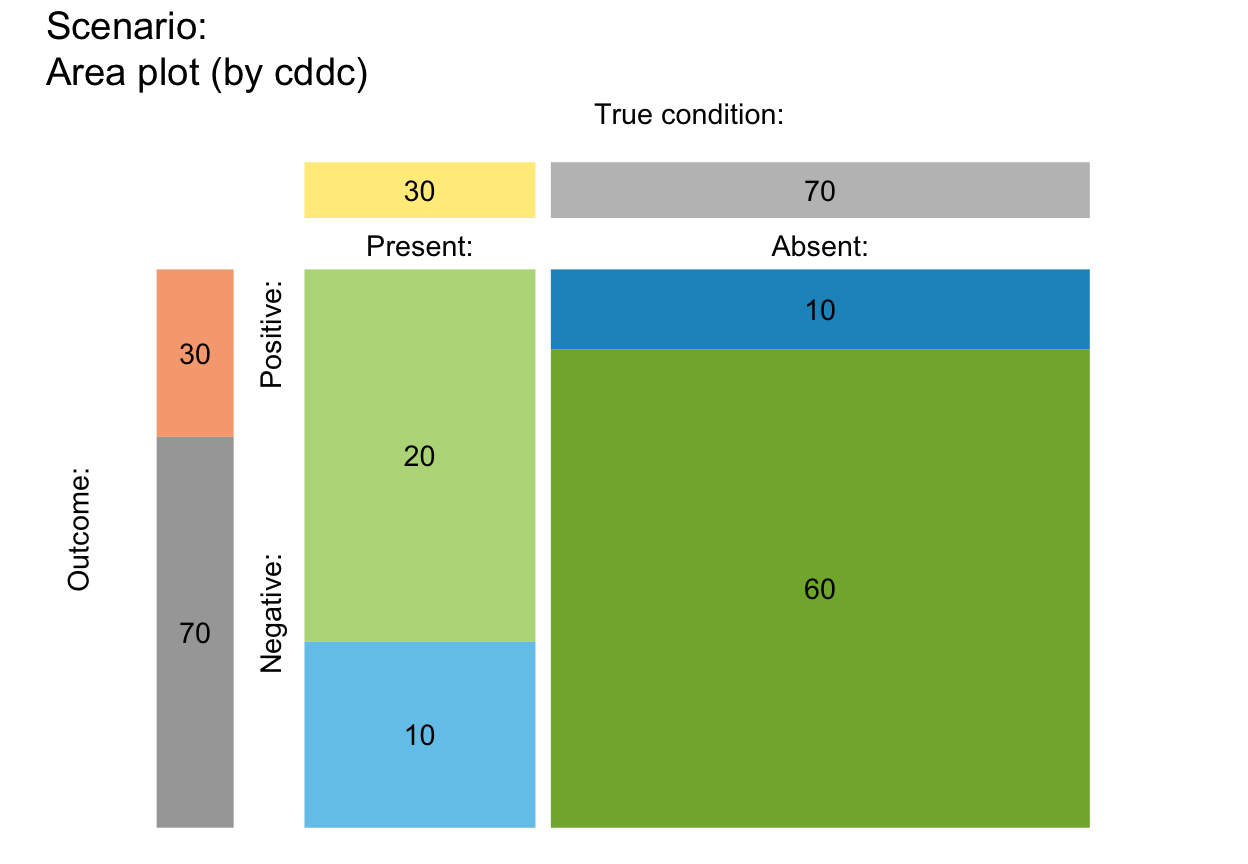 Scenario:
Area plot (by cddc)
True condition:
30
70
Present:
Absent:
Outcome:
30
70
Positive:
Negative:
20
10
10
60